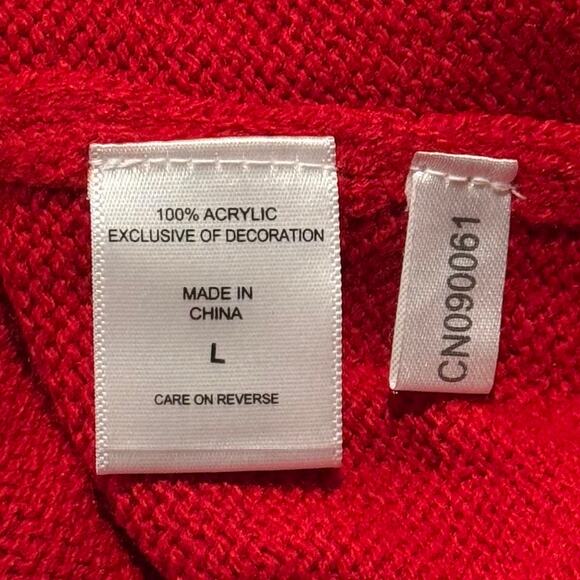 100% ACRYLIC
EXCLUSIVE OF DECORATION
MADE IN
CHINA
L
CARE ON REVERSE
CN090061